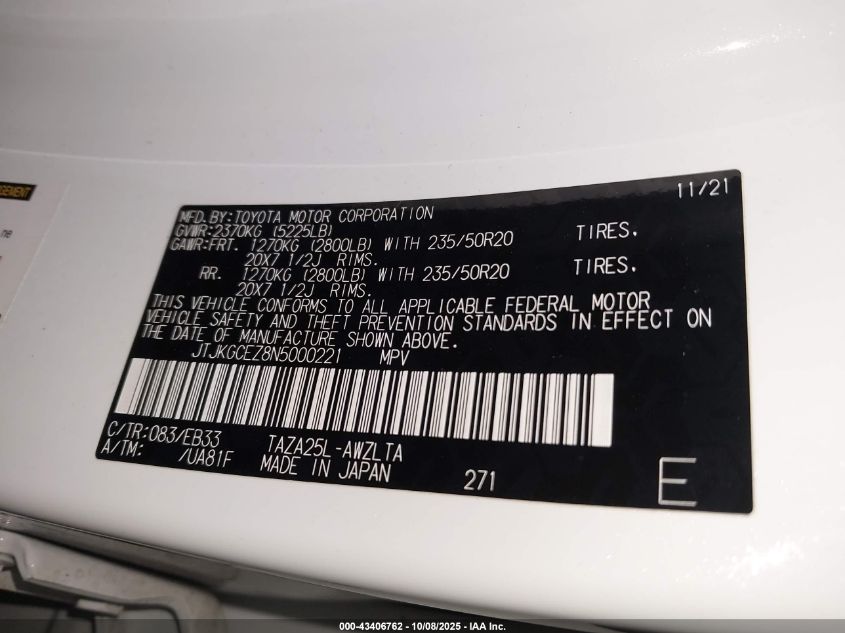 GEMENT
ne
11/21
MFD. BY: TOYOTA MOTOR CORPORATION
GVWR: 2370KG (5225LB)
GAWR: FRT. 1270KG (2800LB) WITH 235/50R20 TIRES.
20X7 1/2J RIMS.
RR. 1270KG (2800LB) WITH 235/50R20 TIRES.
20X7 1/2J RIMS.
THIS VEHICLE CONFORMS TO ALL APPLICABLE FEDERAL MOTOR
VEHICLE SAFETY AND THEFT PREVENTION STANDARDS IN EFFECT ON
THE DATE OF MANUFACTURE SHOWN ABOVE.
JTJKGCEZ8N5000221 MPV
C/TR: 083/EB33 TAZA25L-AWZLTA
A/TM: /UA81F MADE IN JAPAN 271 E
000-43406762 - 10/08/2025 - IAA Inc.